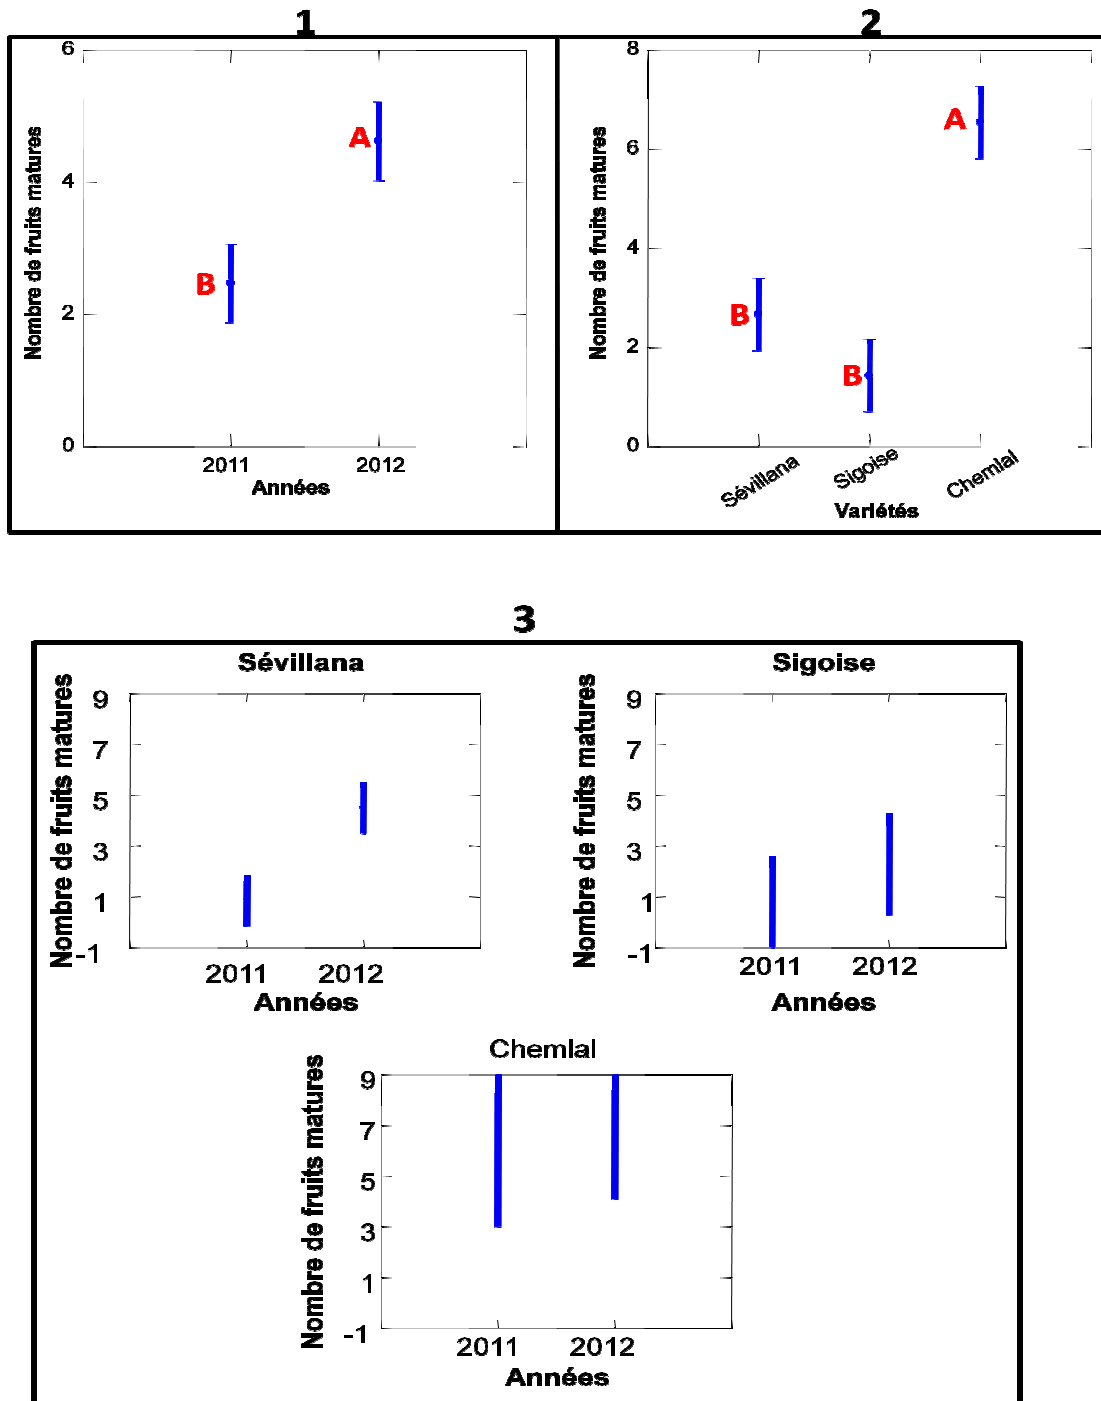 1
Nombre de fruits matures
6
4
2
0
A
B
2011 2012
Années
2
Nombre de fruits matures
8
6
4
2
0
A
B
B
Sévillana Sigoise Chemlal
Variétés
3
Sévillana
Nombre de fruits matures
9
7
5
3
1
-1
2011 2012
Années
Sigoise
Nombre de fruits matures
9
7
5
3
1
-1
2011 2012
Années
Chemlal
Nombre de fruits matures
9
7
5
3
1
-1
2011 2012
Années